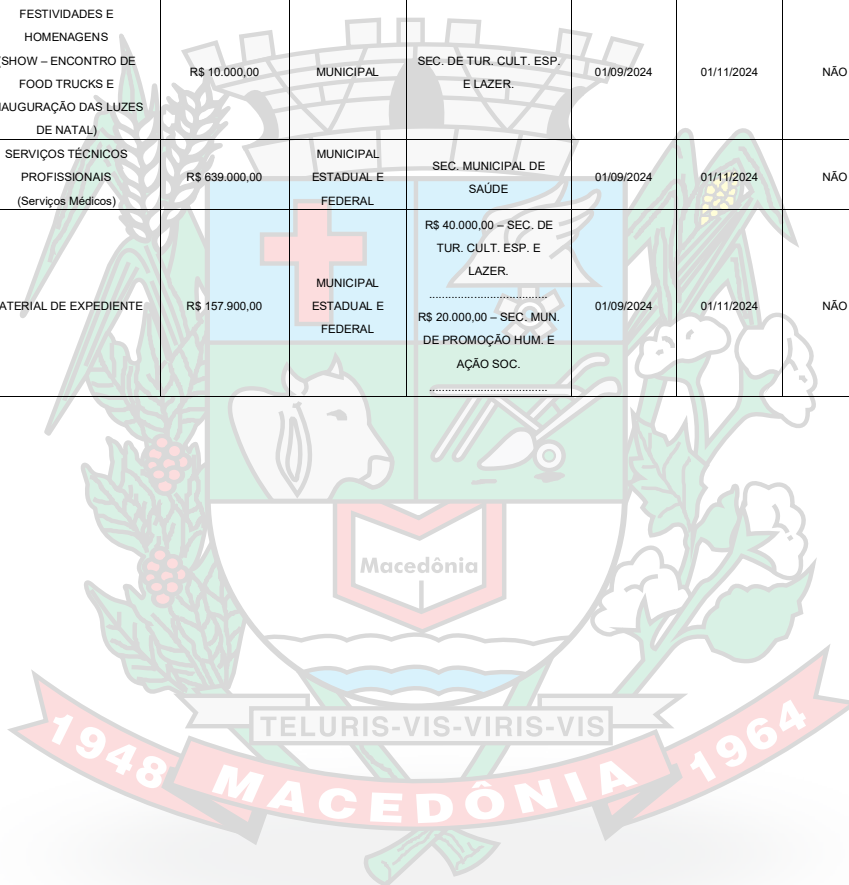 FESTIVIDADES E
HOMENAGENS
(SHOW – ENCONTRO DE
FOOD TRUCKS E
NAUGURAÇÃO DAS LUZES
DE NATAL)
R$ 10.000,00
MUNICIPAL
SEC. DE TUR. CULT. ESP.
E LAZER.
01/09/2024
01/11/2024
NÃO
SERVIÇOS TÉCNICOS
PROFISSIONAIS
(Serviços Médicos)
R$ 639.000,00
MUNICIPAL
ESTADUAL E
FEDERAL
SEC. MUNICIPAL DE
SAÚDE
01/09/2024
01/11/2024
NÃO
ATERIAL DE EXPEDIENTE
R$ 157.900,00
MUNICIPAL
ESTADUAL E
FEDERAL
R$ 40.000,00 – SEC. DE
TUR. CULT. ESP. E
LAZER.
....................................
R$ 20.000,00 – SEC. MUN.
DE PROMOÇÃO HUM. E
AÇÃO SOC.
....................................
01/09/2024
01/11/2024
NÃO
Macedônia
TELURIS-VIS-VIRIS-VIS
1948 MACEDÔNIA 1964